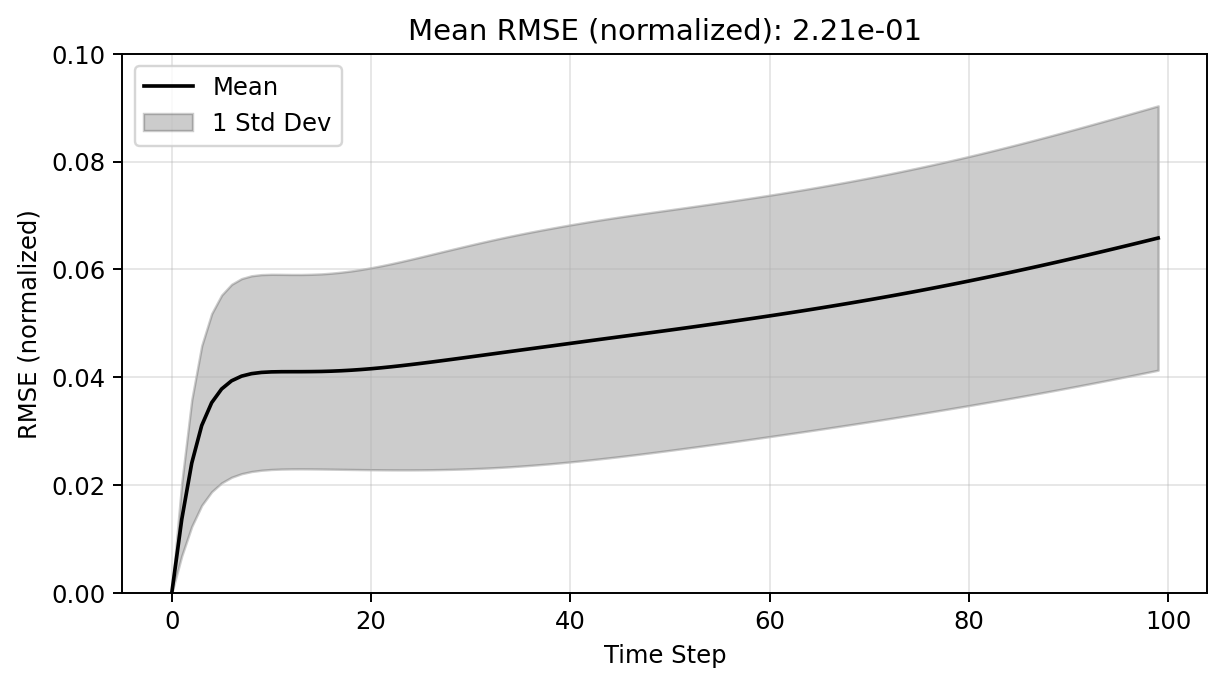 Mean RMSE (normalized): 2.21e-01
0.10
0.08
0.06
0.04
0.02
0.00
RMSE (normalized)
Mean
1 Std Dev
0
20
40
60
80
100
Time Step